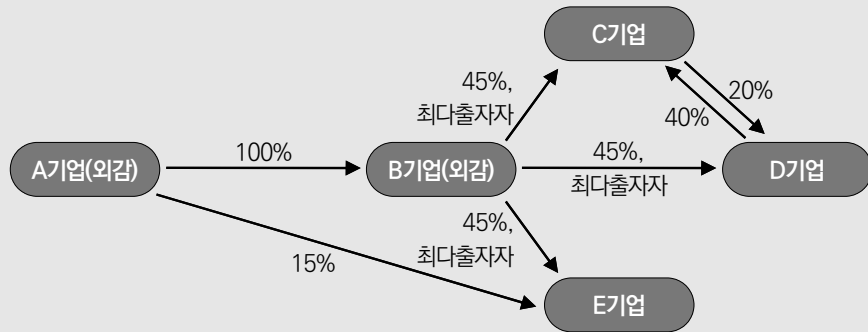 C기업
45%,
최다출자자
20%
40%
A기업(외감)
100%
B기업(외감)
45%,
최다출자자
D기업
45%,
최다출자자
15%
E기업